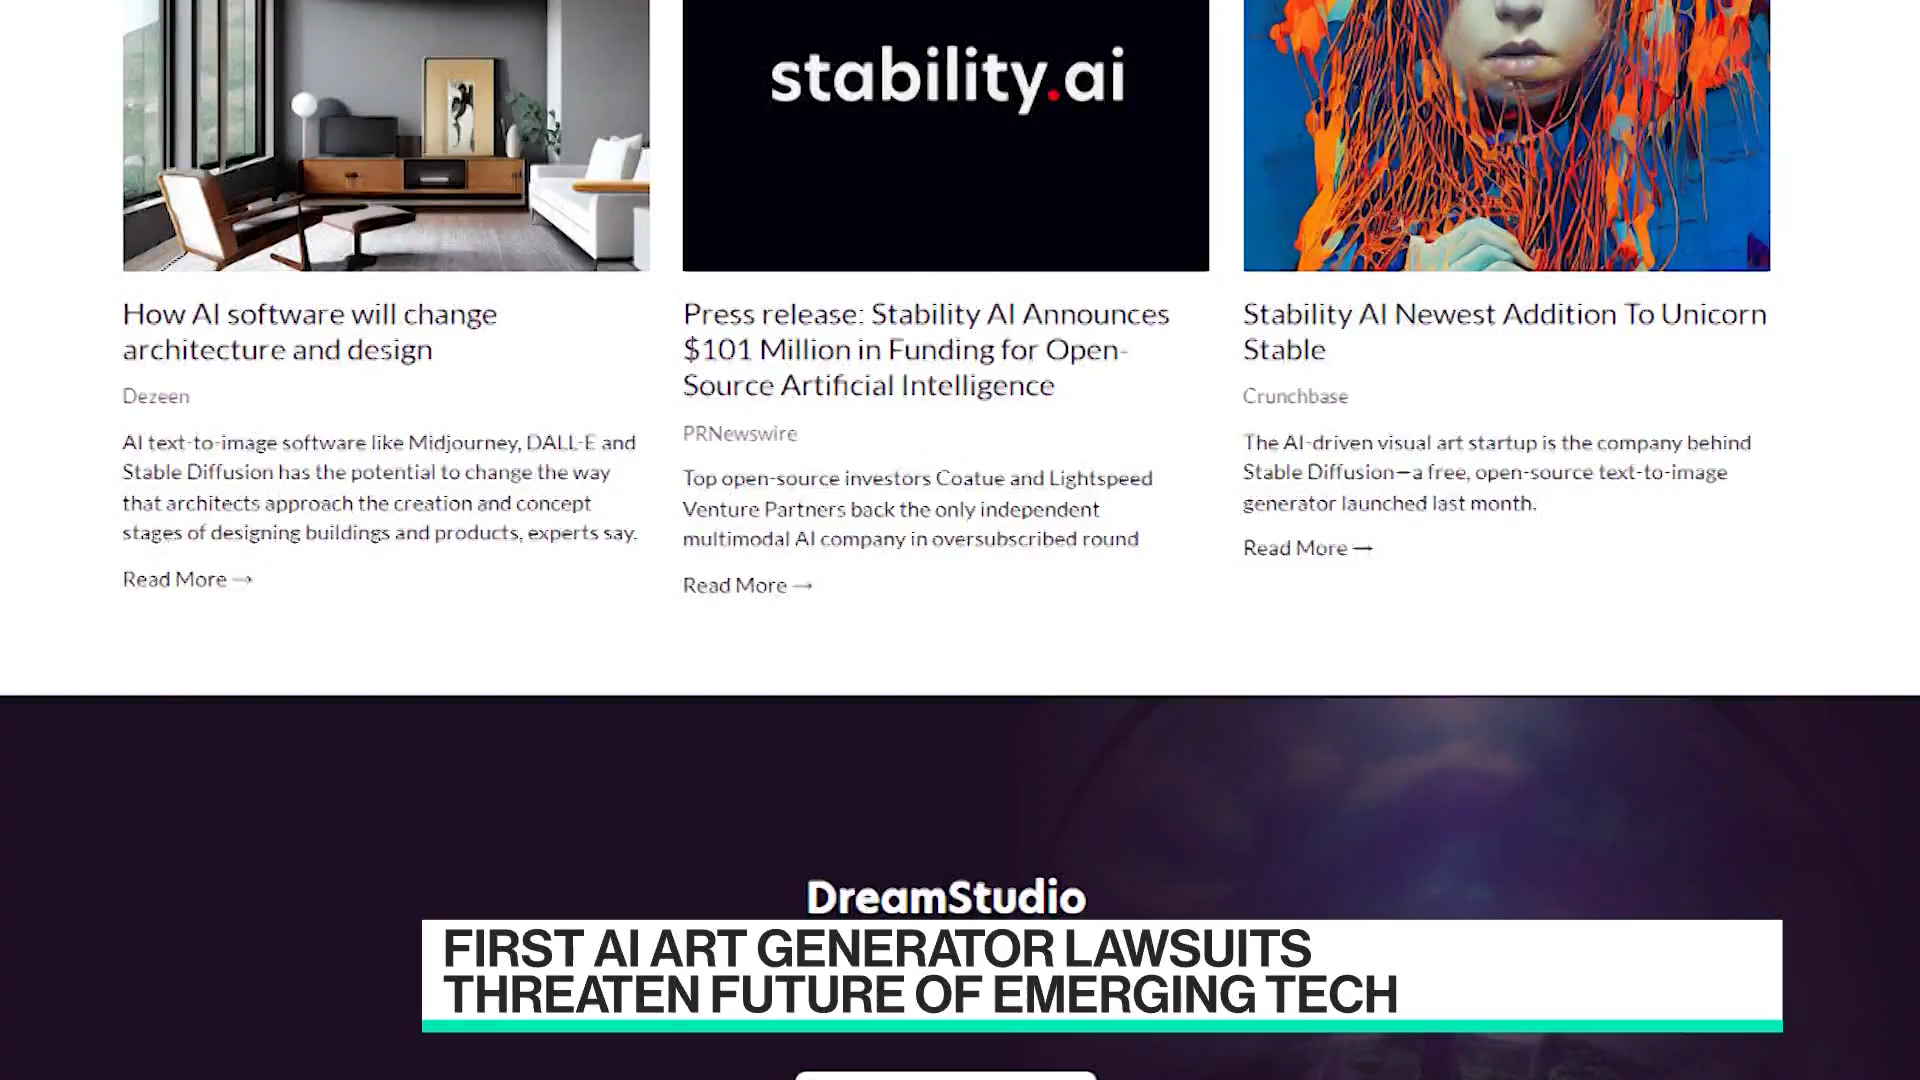 stability.ai
How AI software will change
architecture and design
Dezeen
AI text-to-image software like Midjourney, DALL-E and
Stable Diffusion has the potential to change the way
that architects approach the creation and concept
stages of designing buildings and products, experts say.
Read More →
Press release: Stability AI Announces
$101 Million in Funding for Open-
Source Artificial Intelligence
PRNewswire
Top open-source investors Coatue and Lightspeed
Venture Partners back the only independent
multimodal AI company in oversubscribed round
Read More →
Stability AI Newest Addition To Unicorn
Stable
Crunchbase
The AI-driven visual art startup is the company behind
Stable Diffusion—a free, open-source text-to-image
generator launched last month.
Read More →
DreamStudio
FIRST AI ART GENERATOR LAWSUITS
THREATEN FUTURE OF EMERGING TECH